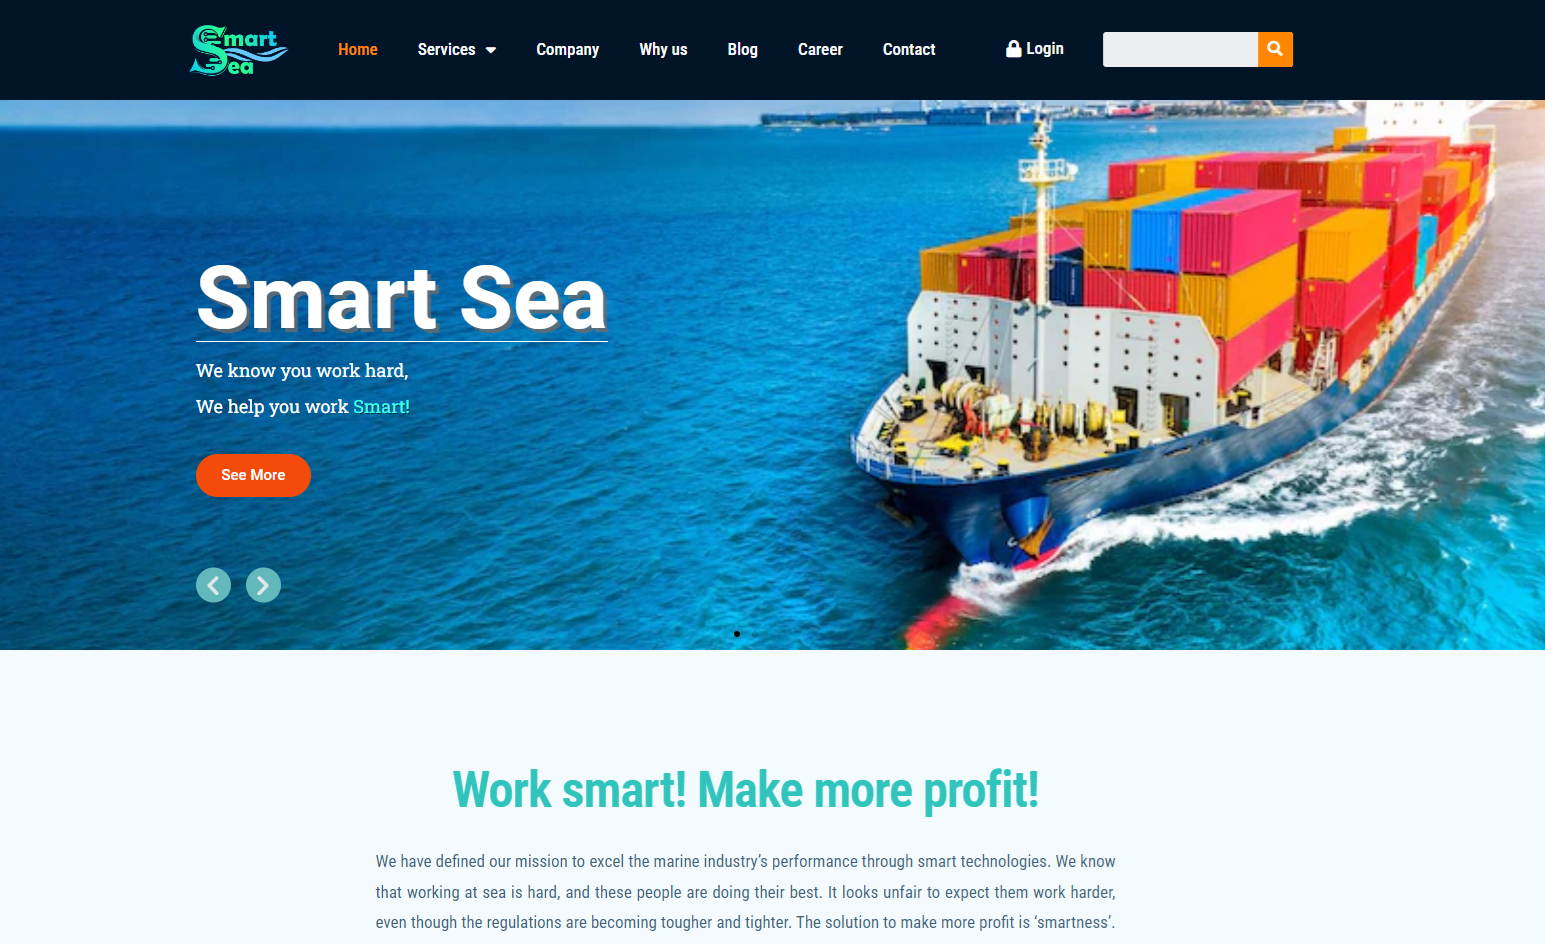 Smart
Sea
Home
Services
Company
Why us
Blog
Career
Contact
Login
Smart Sea
We know you work hard,
We help you work Smart!
See More
Work smart! Make more profit!
We have defined our mission to excel the marine industry’s performance through smart technologies. We know
that working at sea is hard, and these people are doing their best. It looks unfair to expect them work harder,
even though the regulations are becoming tougher and tighter. The solution to make more profit is ‘smartness’.